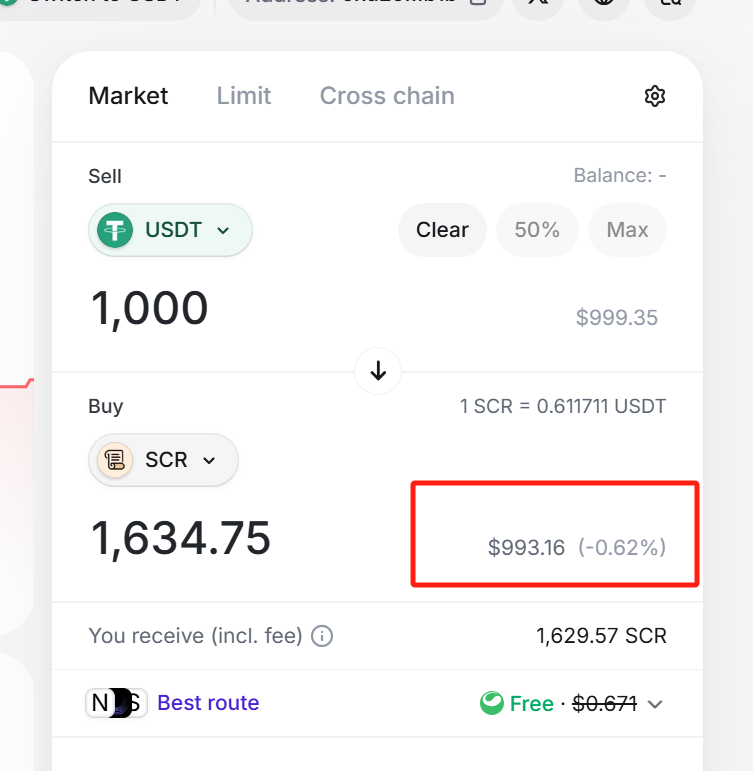 Market Limit Cross chain
Sell Balance: -
USDT Clear 50% Max
1,000 $999.35
Buy 1 SCR = 0.611711 USDT
SCR
1,634.75 $993.16 (-0.62%)
You receive (incl. fee) 1,629.57 SCR
N S Best route Free · $0.671